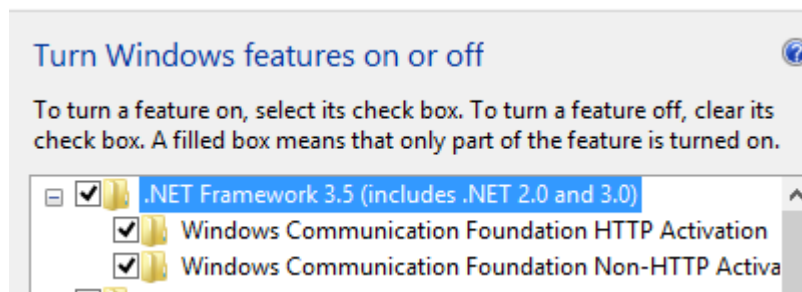 Turn Windows features on or off
To turn a feature on, select its check box. To turn a feature off, clear its
check box. A filled box means that only part of the feature is turned on.
.NET Framework 3.5 (includes .NET 2.0 and 3.0)
Windows Communication Foundation HTTP Activation
Windows Communication Foundation Non-HTTP Activa